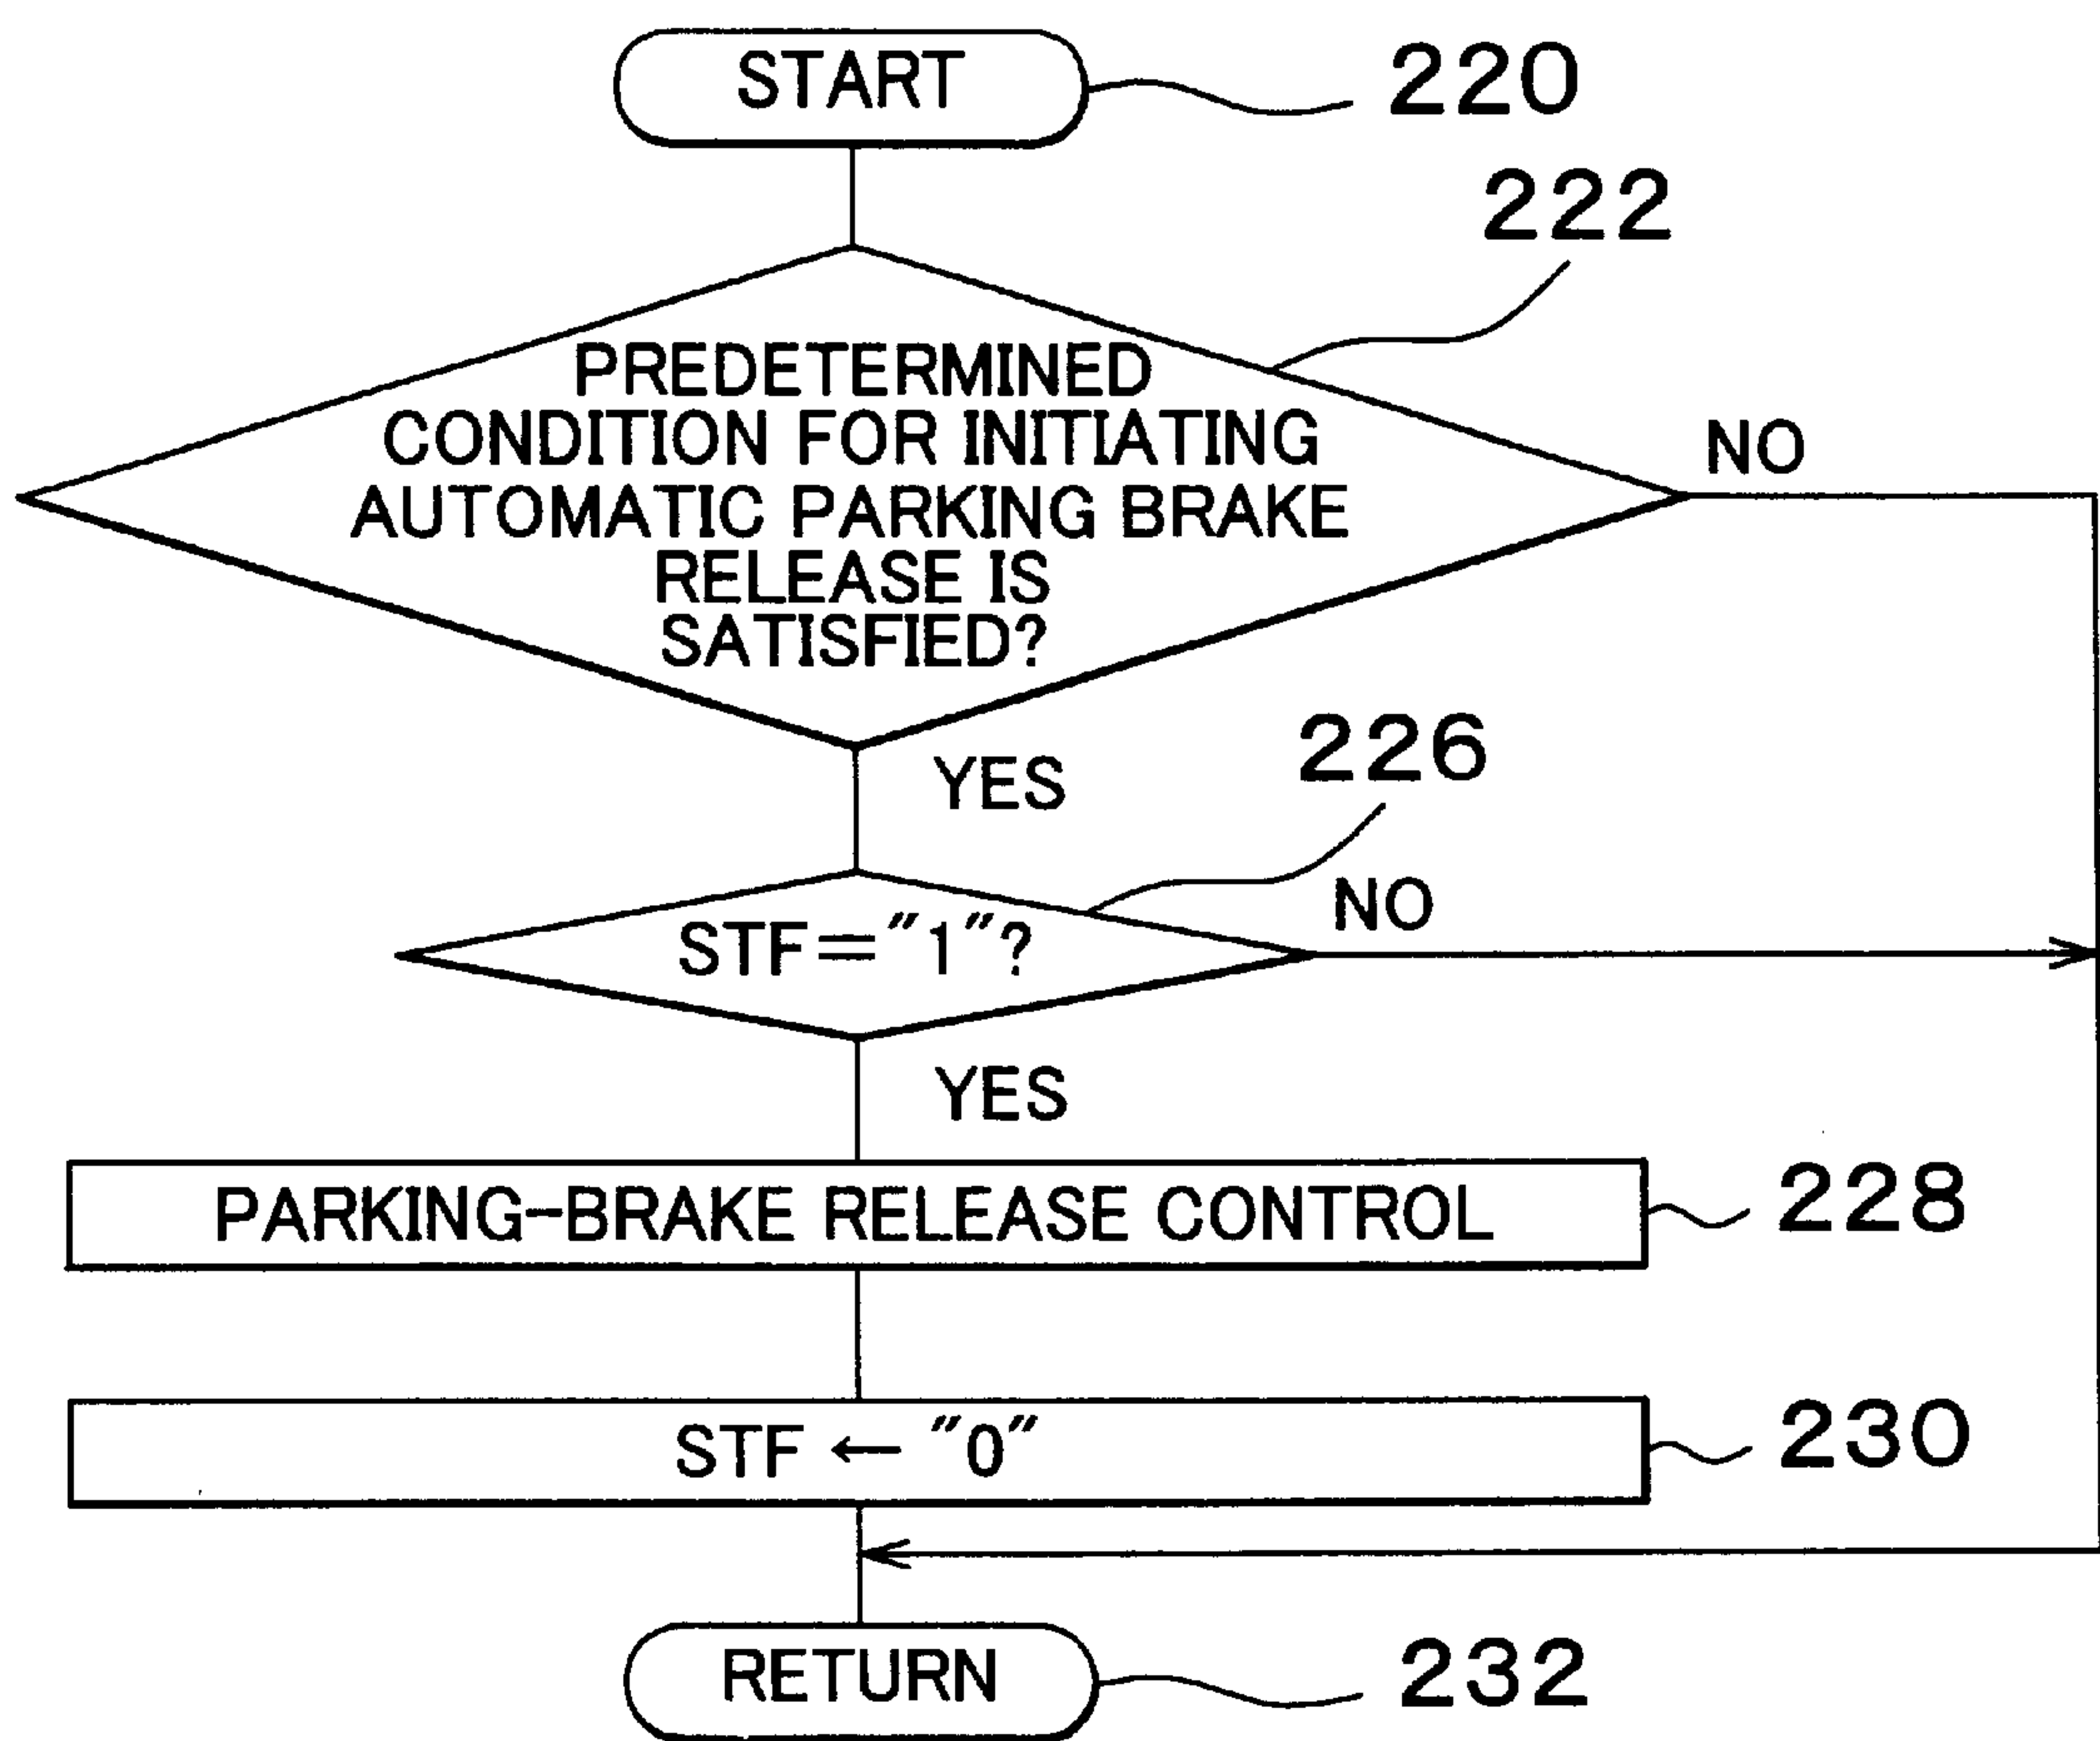 START
220
222
PREDETERMINED
CONDITION FOR INITIATING
AUTOMATIC PARKING BRAKE
RELEASE IS
SATISFIED?
NO
YES
226
STF="1"?
NO
YES
PARKING-BRAKE RELEASE CONTROL
228
STF ← "0"
230
RETURN
232